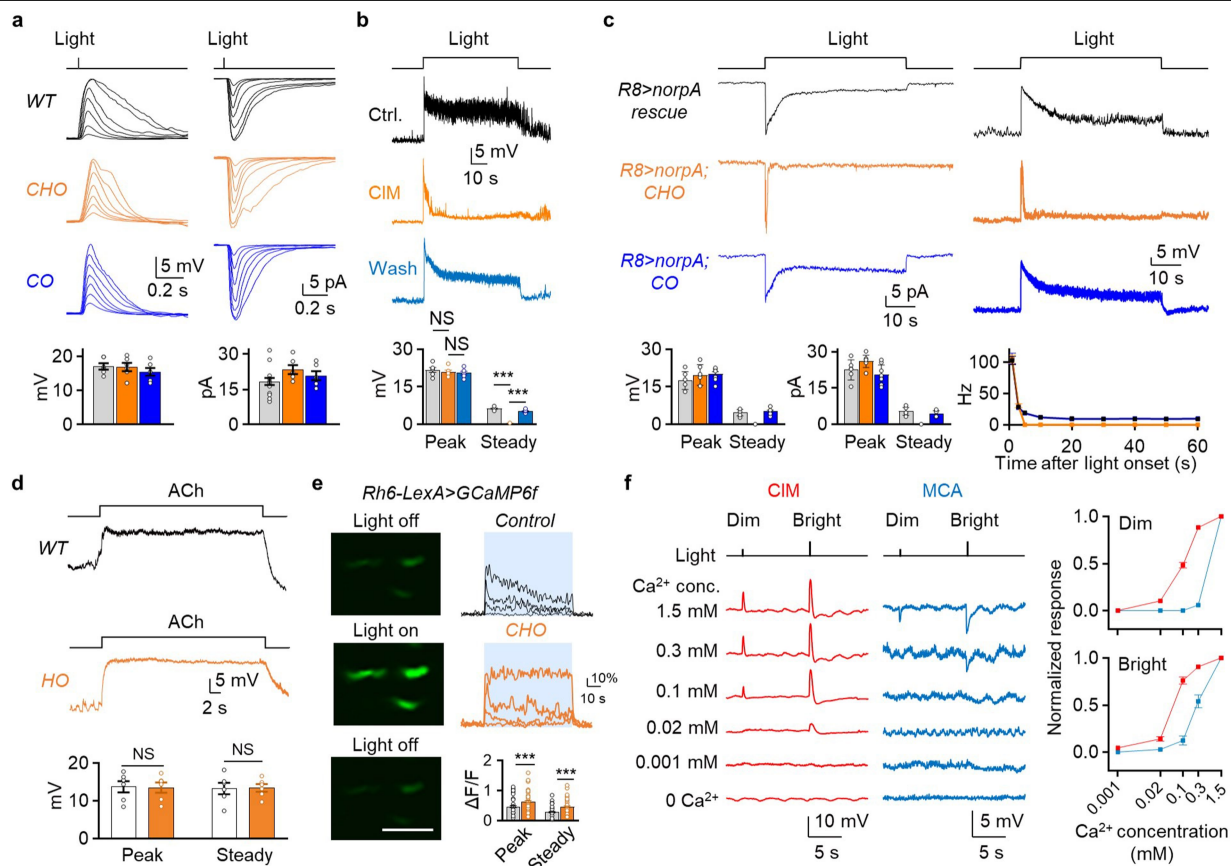 a
Light
Light
WT
CHO
CO
5 mV
0.2 s
5 pA
0.2 s
20
10
0
mV
30
15
0
pA
b
Light
Ctrl.
5 mV
10 s
ClM
Wash
NS
NS
***
***
30
15
0
mV
Peak
Steady
c
Light
Light
R8>norpA
rescue
R8>norpA;
CHO
R8>norpA;
CO
5 pA
10 s
5 mV
10 s
30
15
0
mV
Peak
Steady
30
15
0
pA
Peak
Steady
100
50
0
Hz
0
20
40
60
Time after light onset (s)
d
ACh
WT
ACh
HO
5 mV
2 s
NS
NS
20
10
0
mV
Peak
Steady
e
Rh6-LexA>GCaMP6f
Light off
Control
Light on
CHO
10%
10 s
Light off
***
***
2
1
0
ΔF/F
Peak
Steady
f
ClM
MCA
Dim
Bright
Dim
Bright
Light
Ca²⁺ conc.
1.5 mM
0.3 mM
0.1 mM
0.02 mM
0.001 mM
0 Ca²⁺
10 mV
5 s
5 mV
5 s
Normalized response
1.0
0.5
0.0
Dim
1.0
0.5
0.0
Bright
0.001
0.02
0.1
0.3
1.5
Ca²⁺ concentration
(mM)